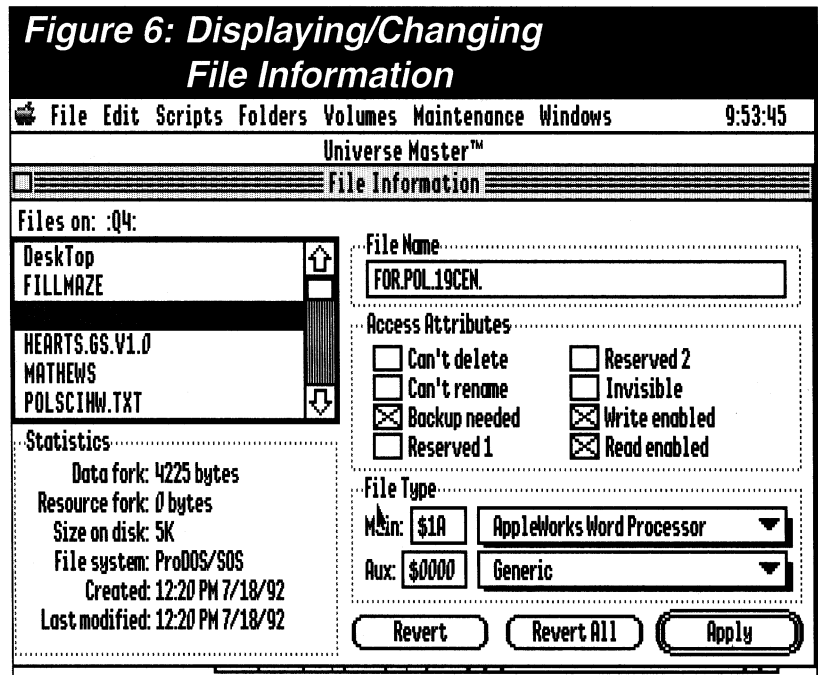 Figure 6: Displaying/Changing
File Information
File Edit Scripts Folders Volumes Maintenance Windows 9:53:45
Universe Master™
File Information
Files on: :Q4:
DeskTop
FILLMAZE
HEARTS.GS.V1.0
MATHEWS
POLSCIHW.TXT
Statistics
Data fork: 4225 bytes
Resource fork: 0 bytes
Size on disk: 5K
File system: ProDOS/SOS
Created: 12:20 PM 7/18/92
Last modified: 12:20 PM 7/18/92
File Name
FOR.POL.19CEN.
Access Attributes
Can't delete
Reserved 2
Can't rename
Invisible
Backup needed
Write enabled
Reserved 1
Read enabled
File Type
Main: $1A AppleWorks Word Processor
Aux: $0000 Generic
Revert Revert All Apply